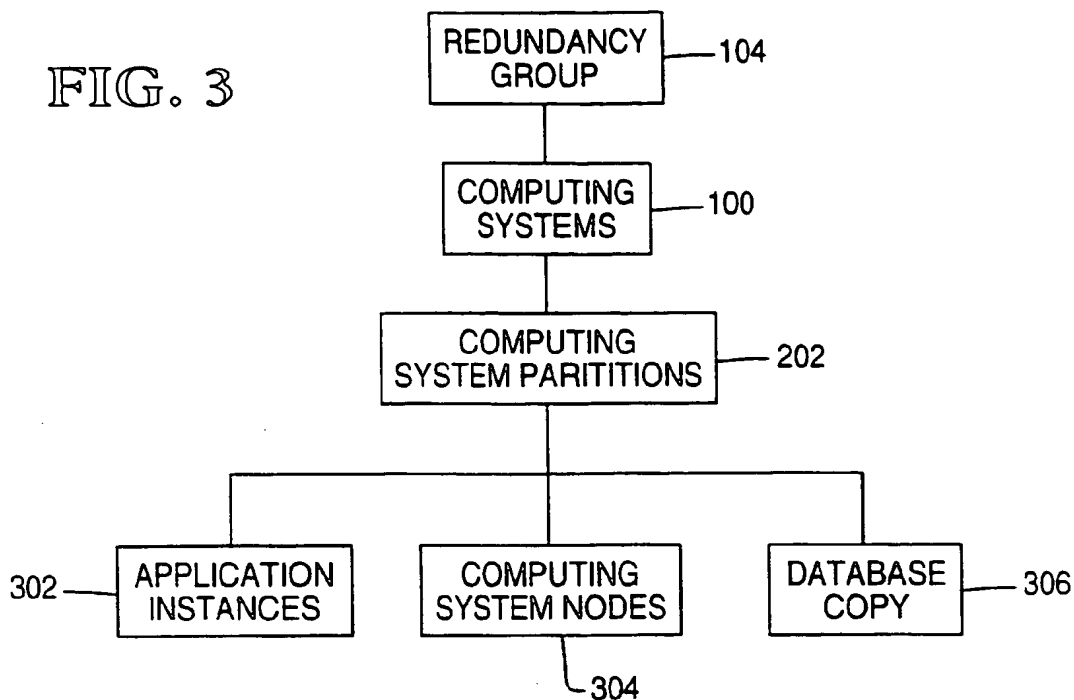 FIG. 3
REDUNDANCY
GROUP
104
COMPUTING
SYSTEMS
100
COMPUTING
SYSTEM PARITITIONS
202
302
APPLICATION
INSTANCES
COMPUTING
SYSTEM NODES
304
DATABASE
COPY
306